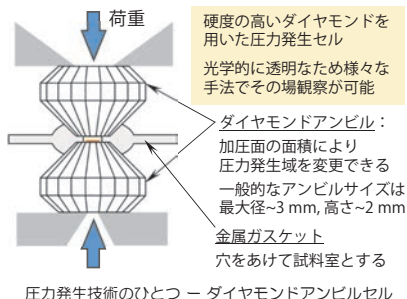 荷重
硬度の高いダイヤモンドを
用いた圧力発生セル
光学的に透明なため様々な
手法でその場観察が可能
ダイヤモンドアンビル：
加圧面の面積により
圧力発生域を変更できる
一般的なアンビルサイズは
最大径~3 mm, 高さ~2 mm
金属ガスケット
穴をあけて試料室とする
圧力発生技術のひとつ ー ダイヤモンドアンビルセル